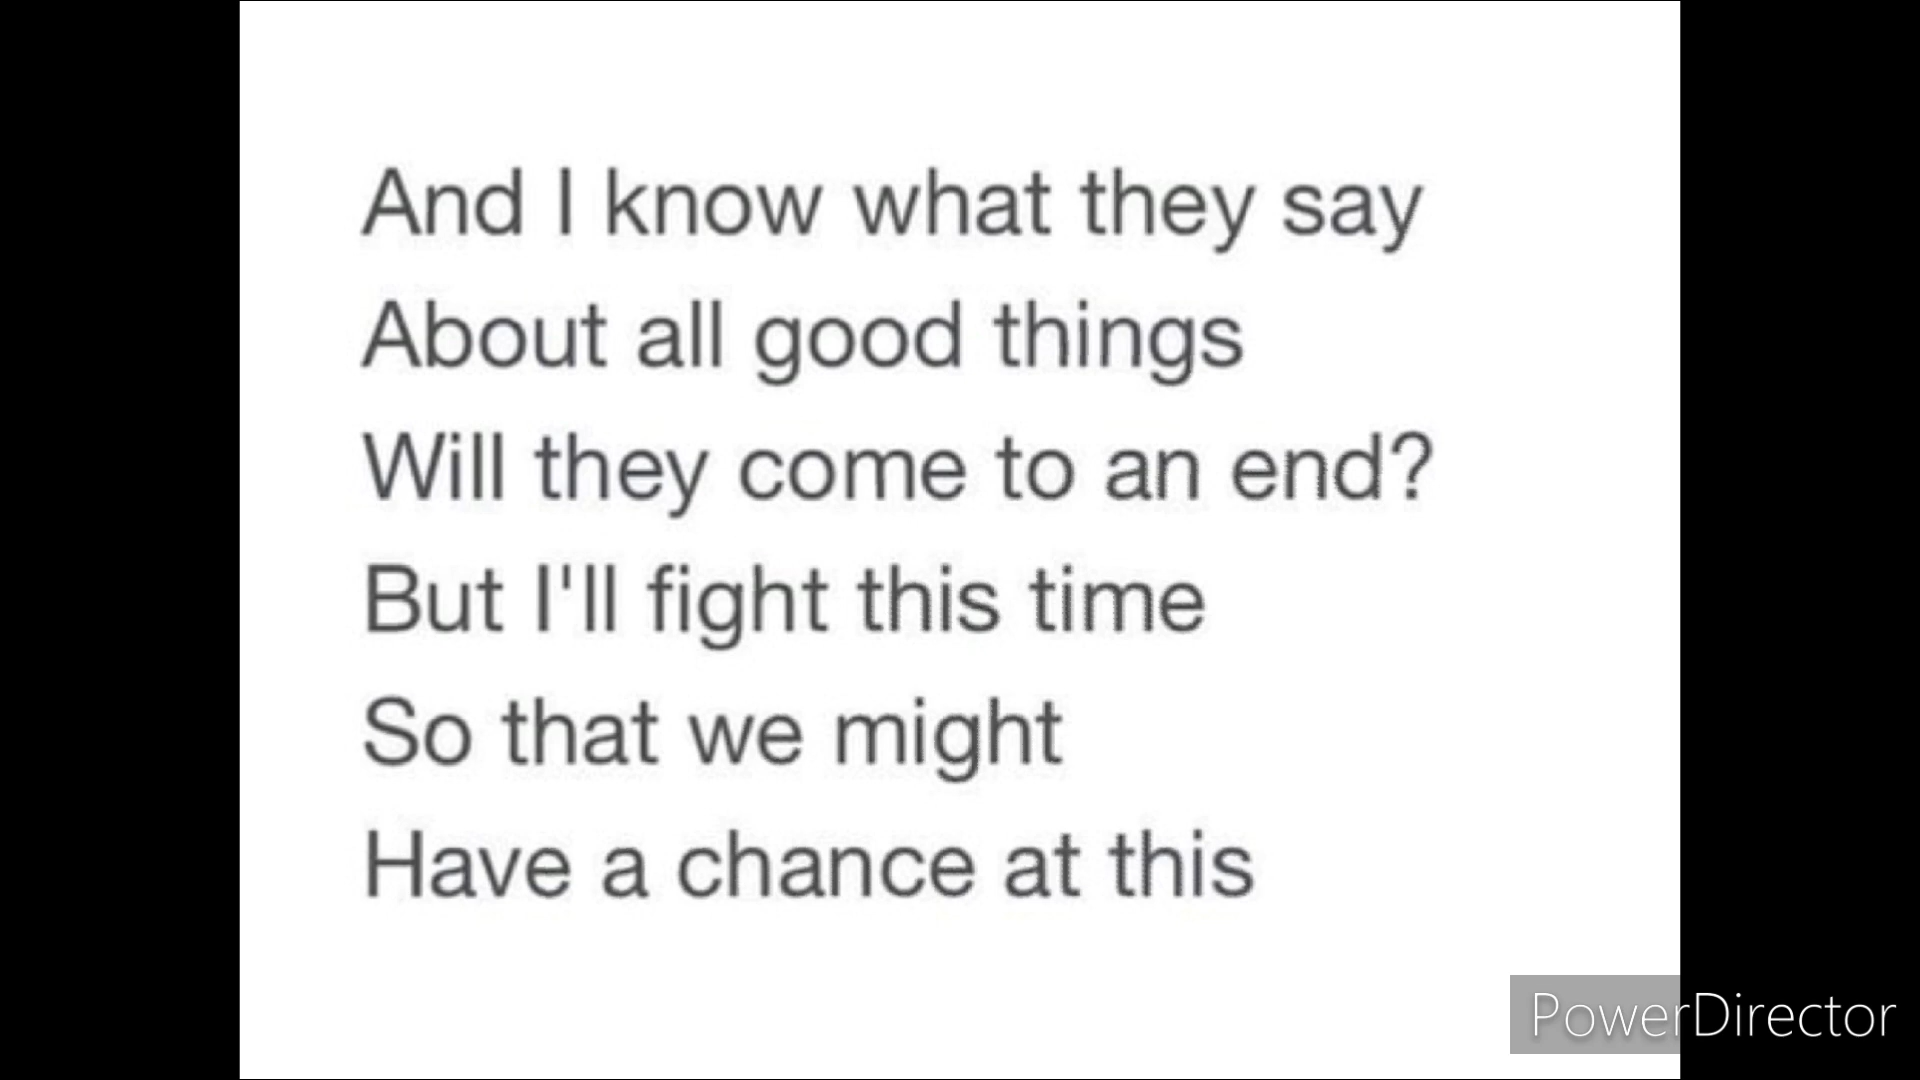 And I know what they say
About all good things
Will they come to an end?
But I'll fight this time
So that we might
Have a chance at this
PowerDirector